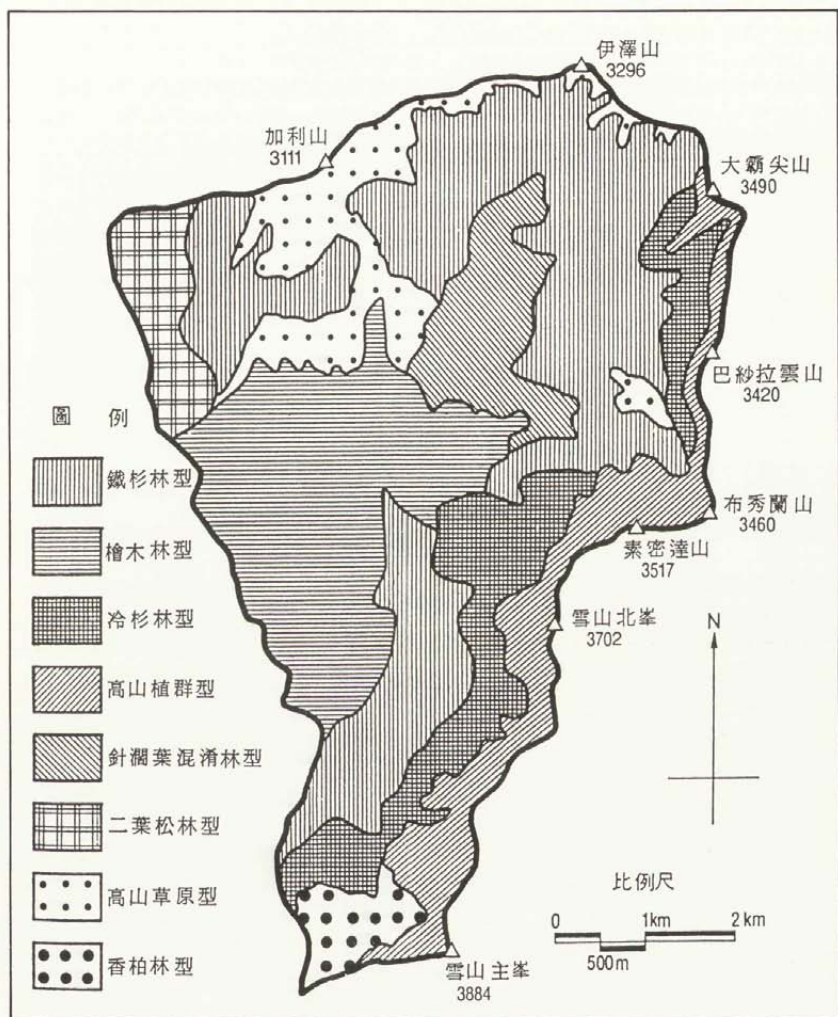 伊澤山
3296
加利山
3111
大霸尖山
3490
巴紗拉雲山
3420
布秀蘭山
3460
素密達山
3517
雪山北峯
3702
N
圖 例
鐵杉林型
檜木林型
冷杉林型
高山植群型
針濶葉混淆林型
二葉松林型
高山草原型
香柏林型
比例尺
0 1km 2km
500m
雪山主峯
3884